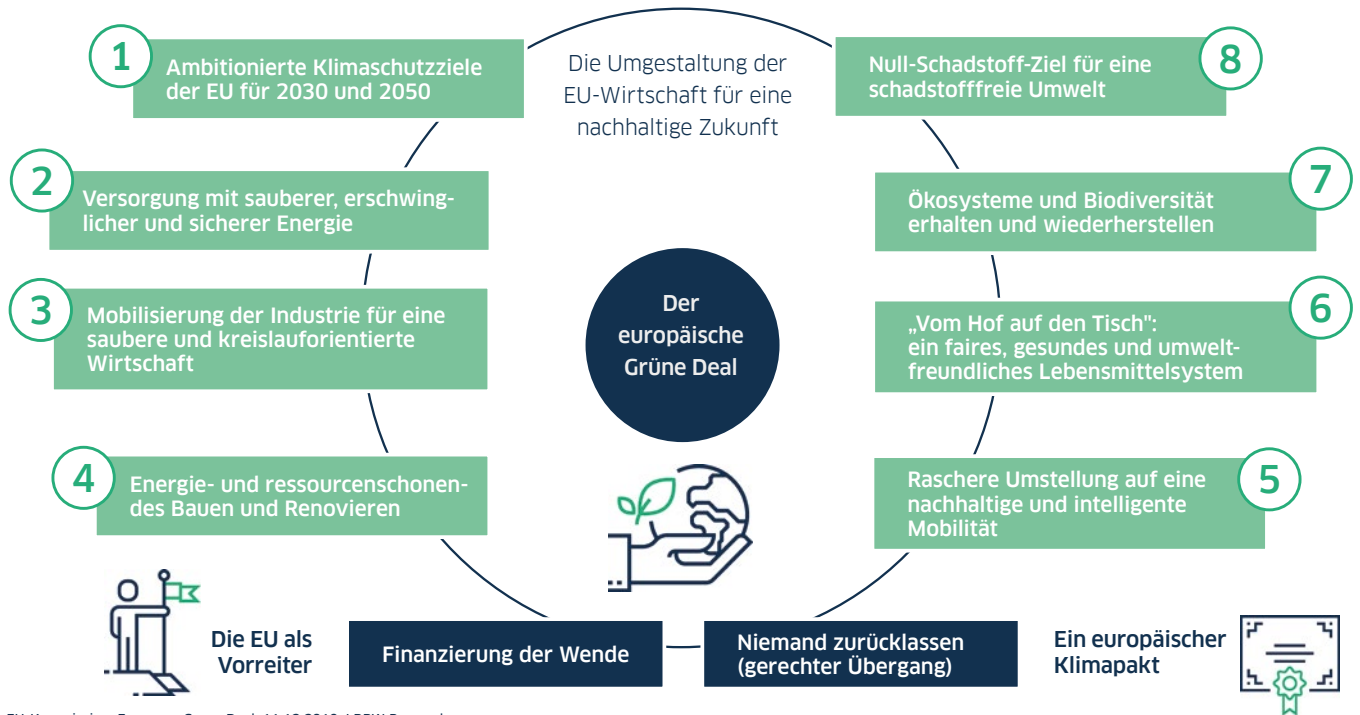 Die Umgestaltung der
EU-Wirtschaft für eine
nachhaltige Zukunft
1
Ambitionierte Klimaschutzziele
der EU für 2030 und 2050
2
Versorgung mit sauberer, erschwing-
licher und sicherer Energie
3
Mobilisierung der Industrie für eine
saubere und kreislauforientierte
Wirtschaft
4
Energie- und ressourcenschonen-
des Bauen und Renovieren
Der
europäische
Grüne Deal
8
Null-Schadstoff-Ziel für eine
schadstofffreie Umwelt
7
Ökosysteme und Biodiversität
erhalten und wiederherstellen
6
„Vom Hof auf den Tisch":
ein faires, gesundes und umwelt-
freundliches Lebensmittelsystem
5
Raschere Umstellung auf eine
nachhaltige und intelligente
Mobilität
Die EU als
Vorreiter
Finanzierung der Wende
Niemand zurücklassen
(gerechter Übergang)
Ein europäischer
Klimapakt